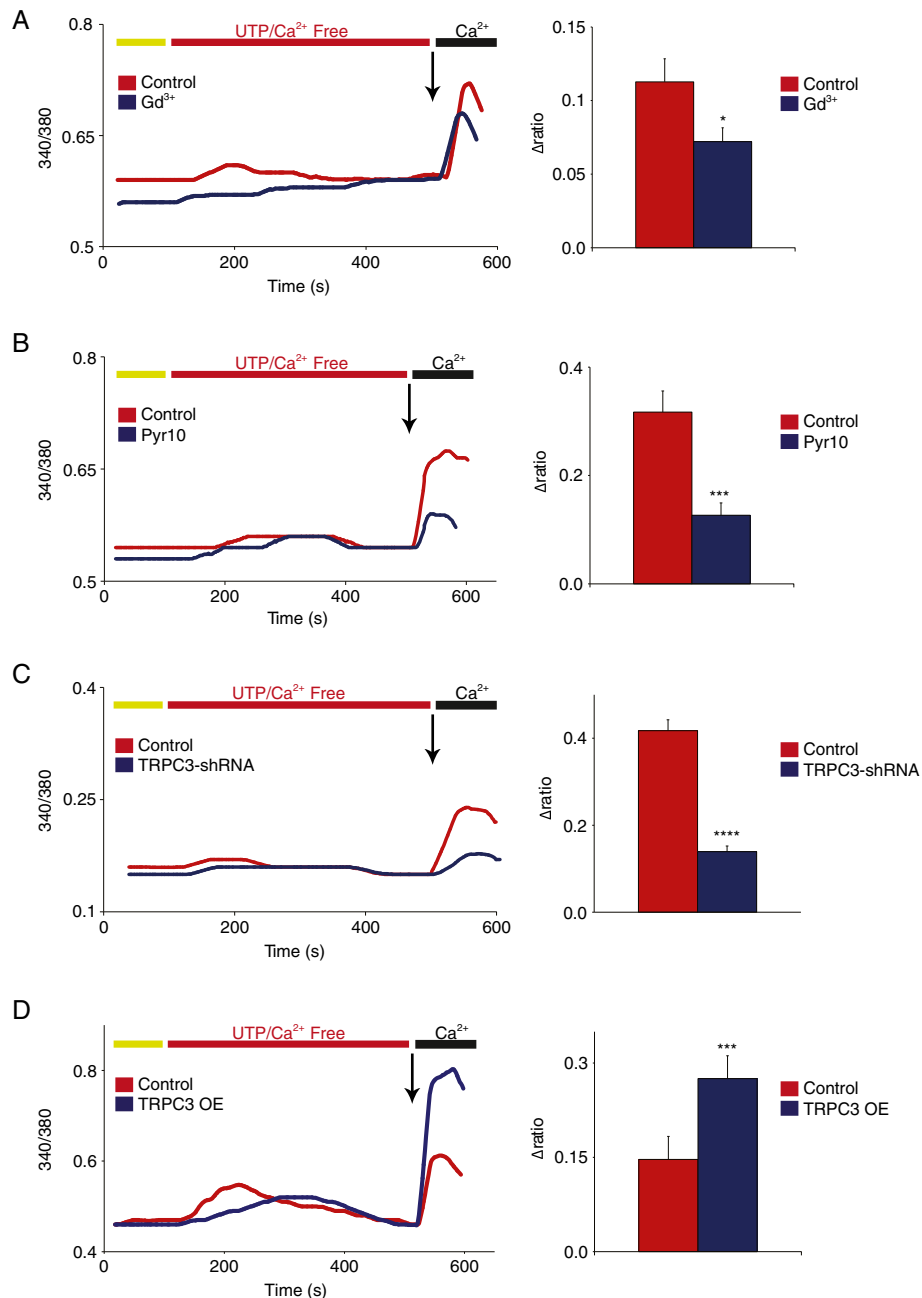 A
0.8
UTP/Ca²⁺ Free
Ca²⁺
Control
Gd³⁺
340/380
0.65
0.5
0
200
400
600
Time (s)
0.15
0.1
0.05
0.0
Δratio
*
Control
Gd³⁺
B
0.8
UTP/Ca²⁺ Free
Ca²⁺
Control
Pyr10
340/380
0.65
0.5
0
200
400
600
Time (s)
0.4
0.2
0.0
Δratio
***
Control
Pyr10
C
0.4
UTP/Ca²⁺ Free
Ca²⁺
Control
TRPC3-shRNA
340/380
0.25
0.1
0
200
400
600
Time (s)
0.4
0.2
0.0
Δratio
****
Control
TRPC3-shRNA
D
UTP/Ca²⁺ Free
Ca²⁺
0.8
Control
TRPC3 OE
340/380
0.6
0.4
0
200
400
600
Time (s)
0.3
0.15
0.0
Δratio
***
Control
TRPC3 OE